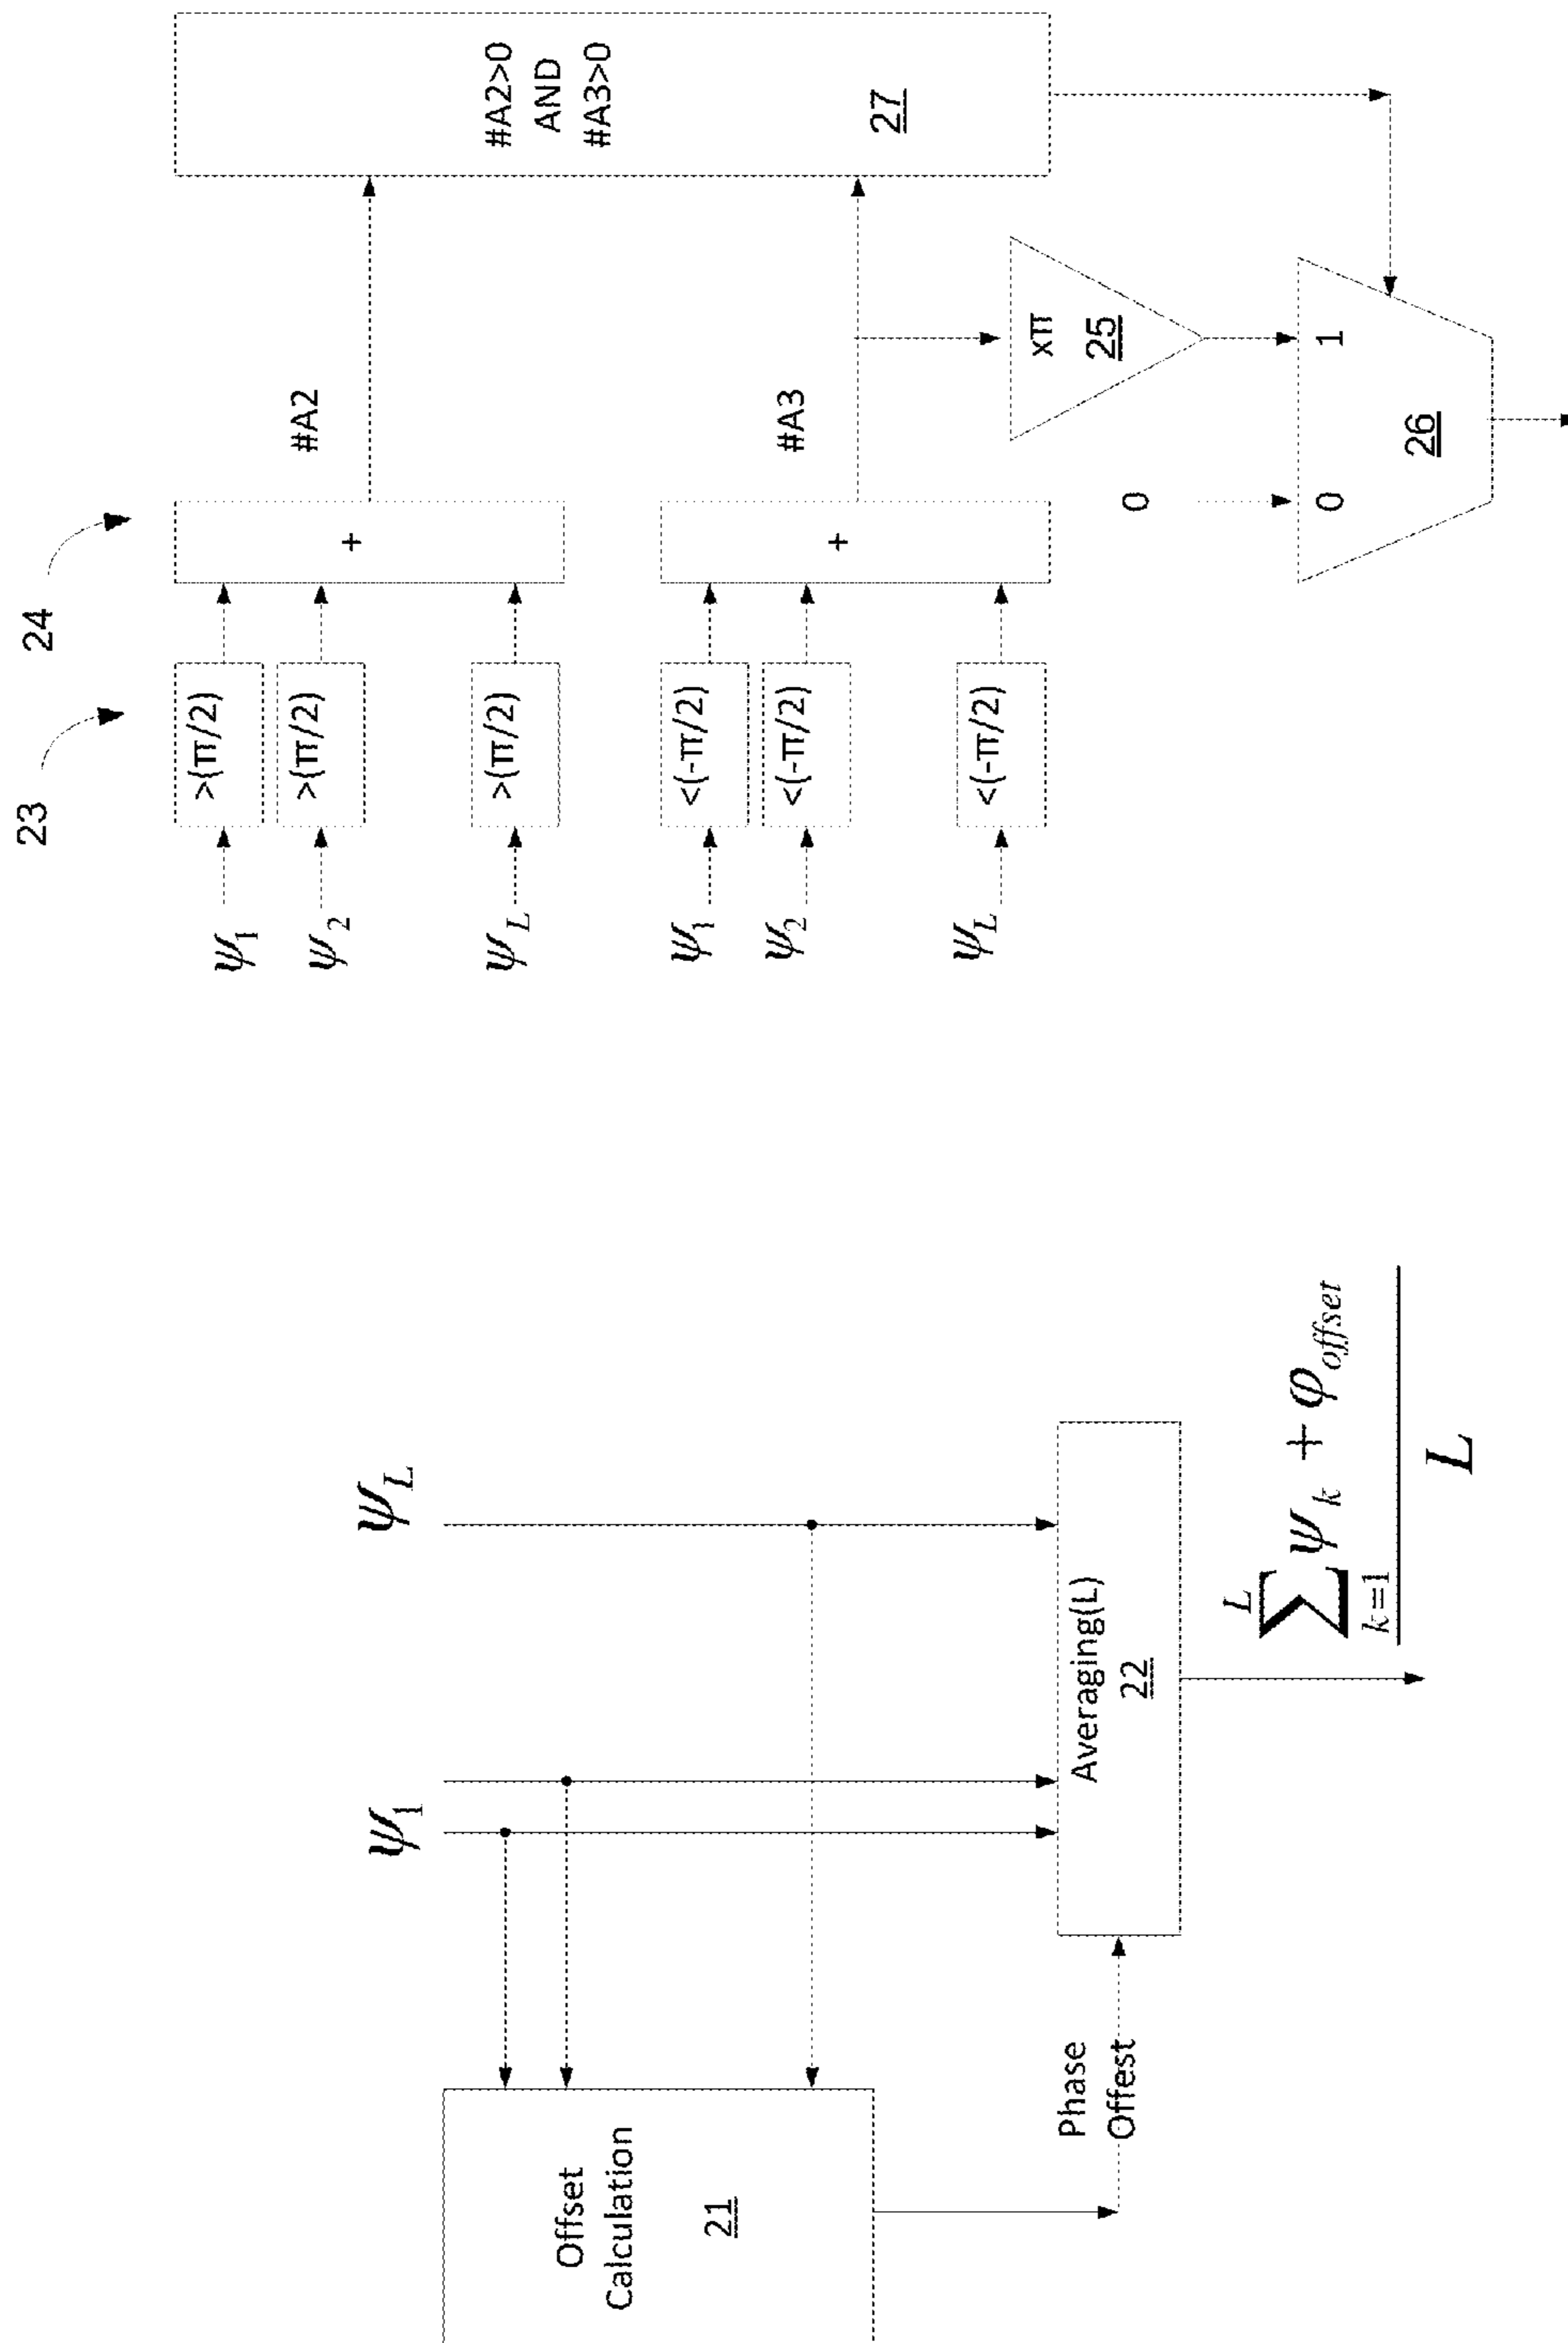 ψ1
ψL
Offset
Calculation
21
Phase
Offest
Averaging(L)
22
L
∑ ψk + φoffset
k=1
L
23
24
ψ1
>(π/2)
ψ2
>(π/2)
ψL
>(π/2)
+
#A2
ψ1
<(-π/2)
ψ2
<(-π/2)
ψL
<(-π/2)
+
#A3
#A2>0
AND
#A3>0
27
xπ
25
0
0
1
26